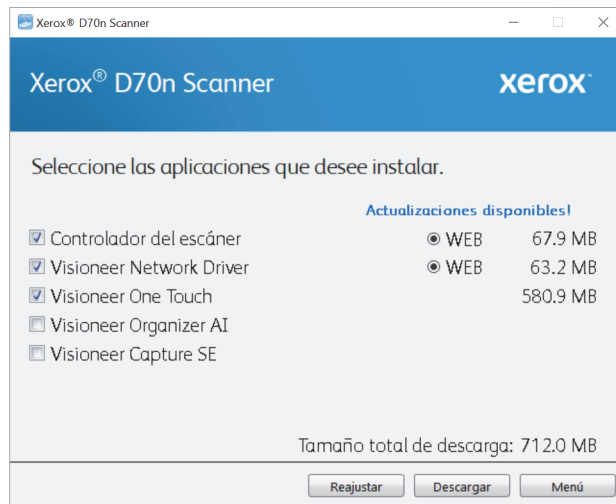 Xerox® D70n Scanner
Xerox® D70n Scanner
xerox™
Seleccione las aplicaciones que desee instalar.
Actualizaciones disponibles!
Controlador del escáner WEB 67.9 MB
Visioneer Network Driver WEB 63.2 MB
Visioneer One Touch 580.9 MB
Visioneer Organizer AI
Visioneer Capture SE
Tamaño total de descarga: 712.0 MB
Reajustar Descargar Menú